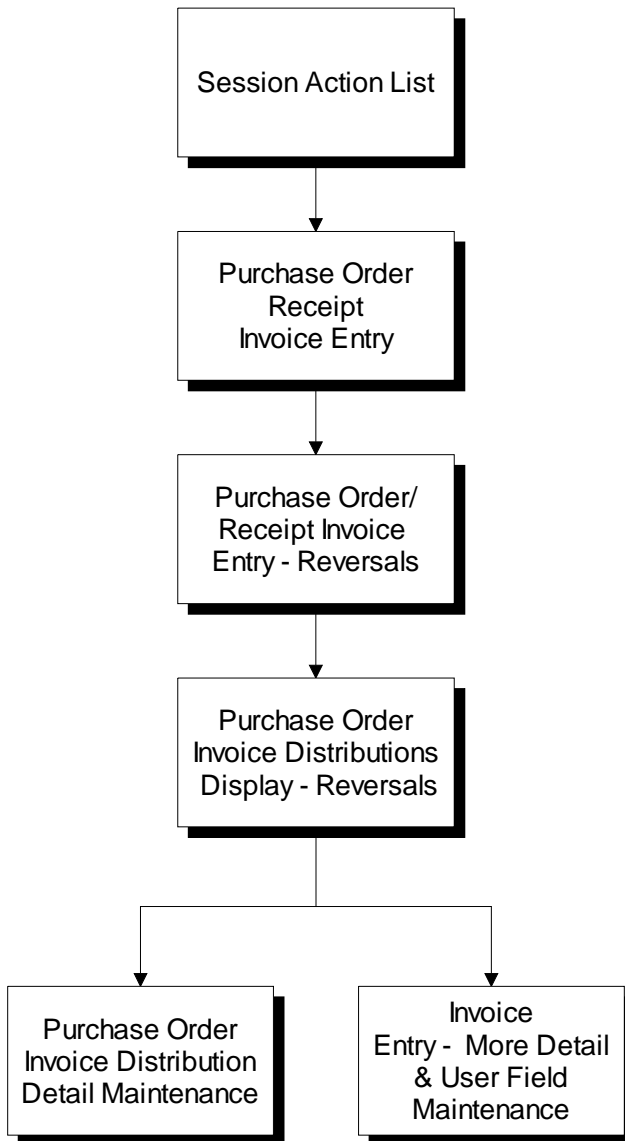 Session Action List
Purchase Order
Receipt
Invoice Entry
Purchase Order/
Receipt Invoice
Entry - Reversals
Purchase Order
Invoice Distributions
Display - Reversals
Purchase Order
Invoice Distribution
Detail Maintenance
Invoice
Entry - More Detail
& User Field
Maintenance